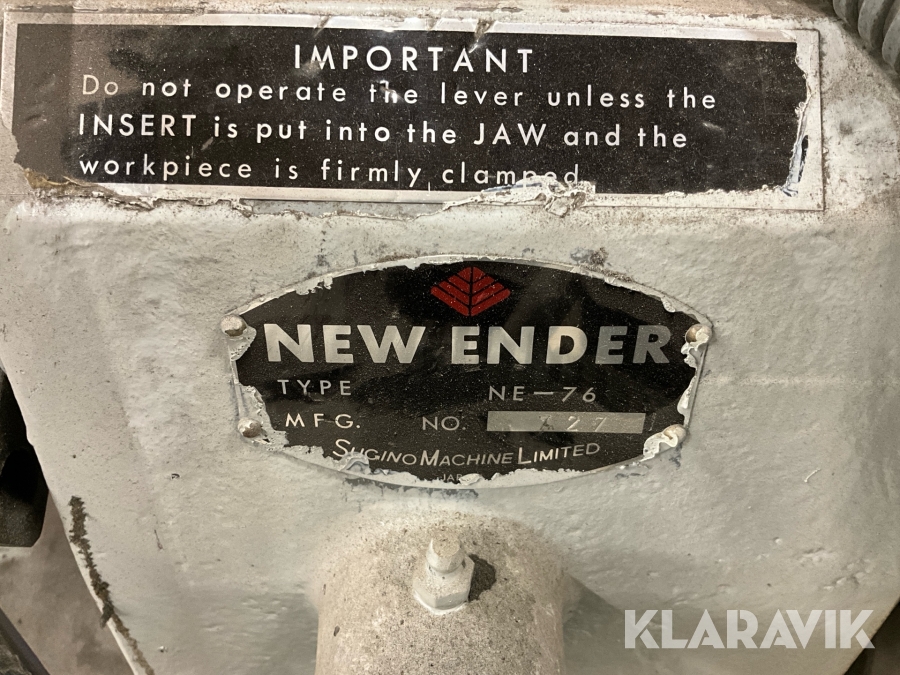 IMPORTANT
Do not operate the lever unless the
INSERT is put into the JAW and the
workpiece is firmly clamped
NEW ENDER
TYPE NE-76
MFG. NO. 727
SUGINO MACHINE LIMITED
KLARAVIK